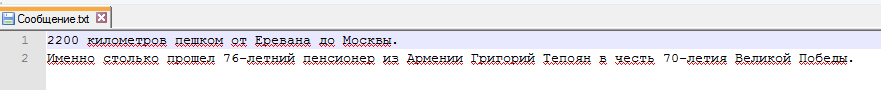 Сообщение.txt
1 2200 километров пешком от Еревана до Москвы.
2 Именно столько прошел 76-летний пенсионер из Армении Григорий Тепоян в честь 70-летия Великой Победы.